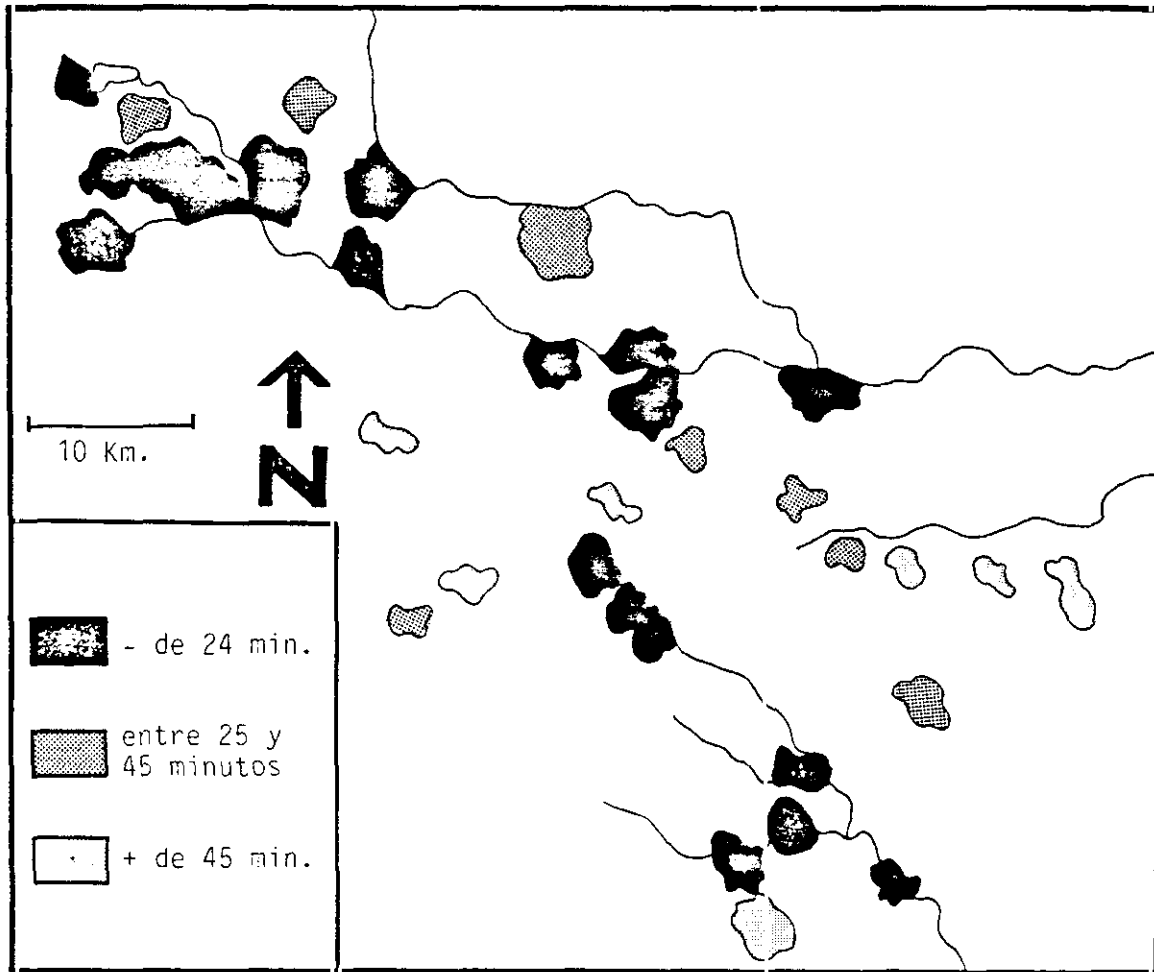 10 Km.
N
- de 24 min.
entre 25 y
45 minutos
+ de 45 min.